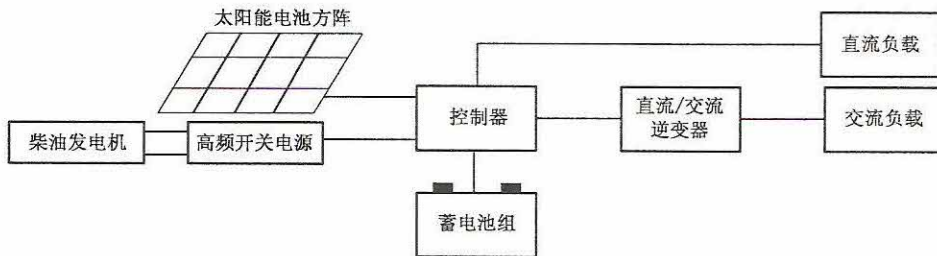 太阳能电池方阵
直流负载
控制器
直流/交流
逆变器
交流负载
柴油发电机
高频开关电源
蓄电池组